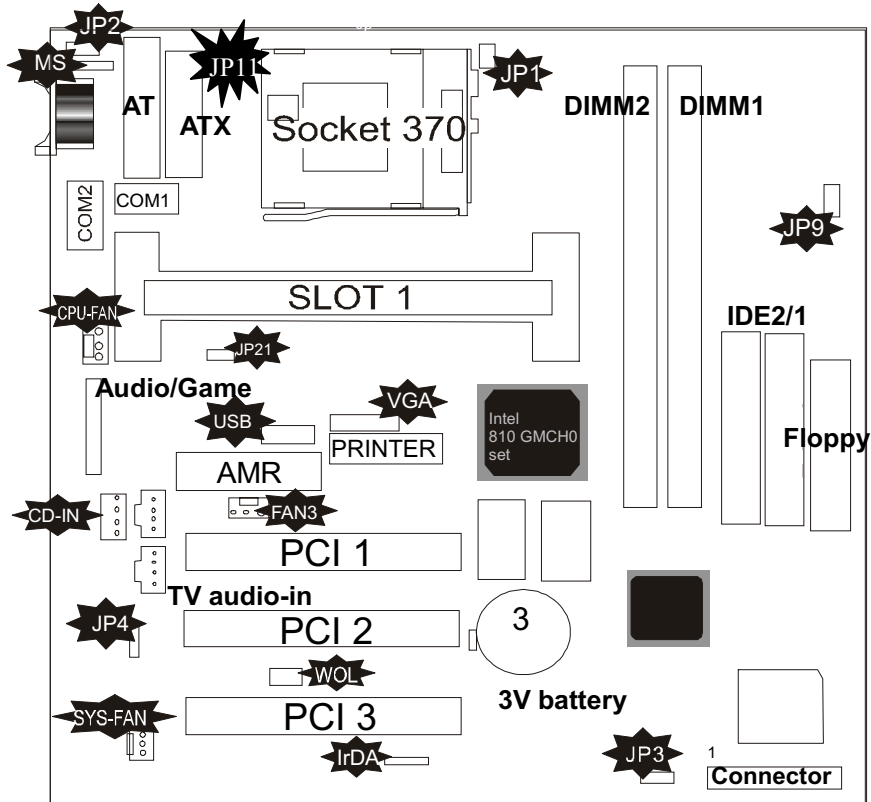 JP2
MS
JP11
JP1
AT
ATX
DIMM2
DIMM1
Socket 370
COM2
COM1
JP9
SLOT 1
CPU-FAN
IDE2/1
JP21
Audio/Game
VGA
USB
Intel
810 GMCH0
set
PRINTER
Floppy
AMR
CD-IN
FAN3
PCI 1
TV audio-in
JP4
PCI 2
3
WOL
3V battery
SYS-FAN
PCI 3
IrDA
JP3
1
Connector